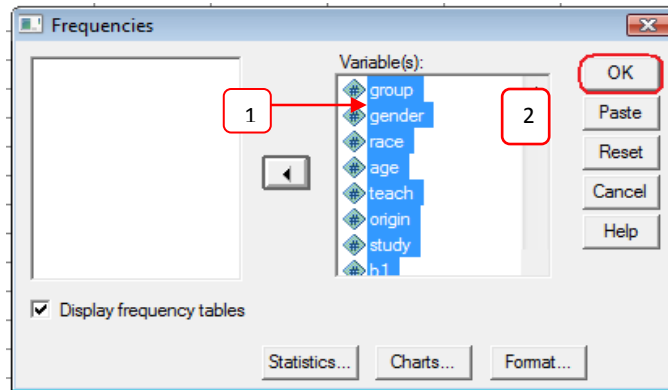 Frequencies
Variable(s):
group
gender
race
age
teach
origin
study
b1
1
2
OK
Paste
Reset
Cancel
Help
Display frequency tables
Statistics...
Charts...
Format...